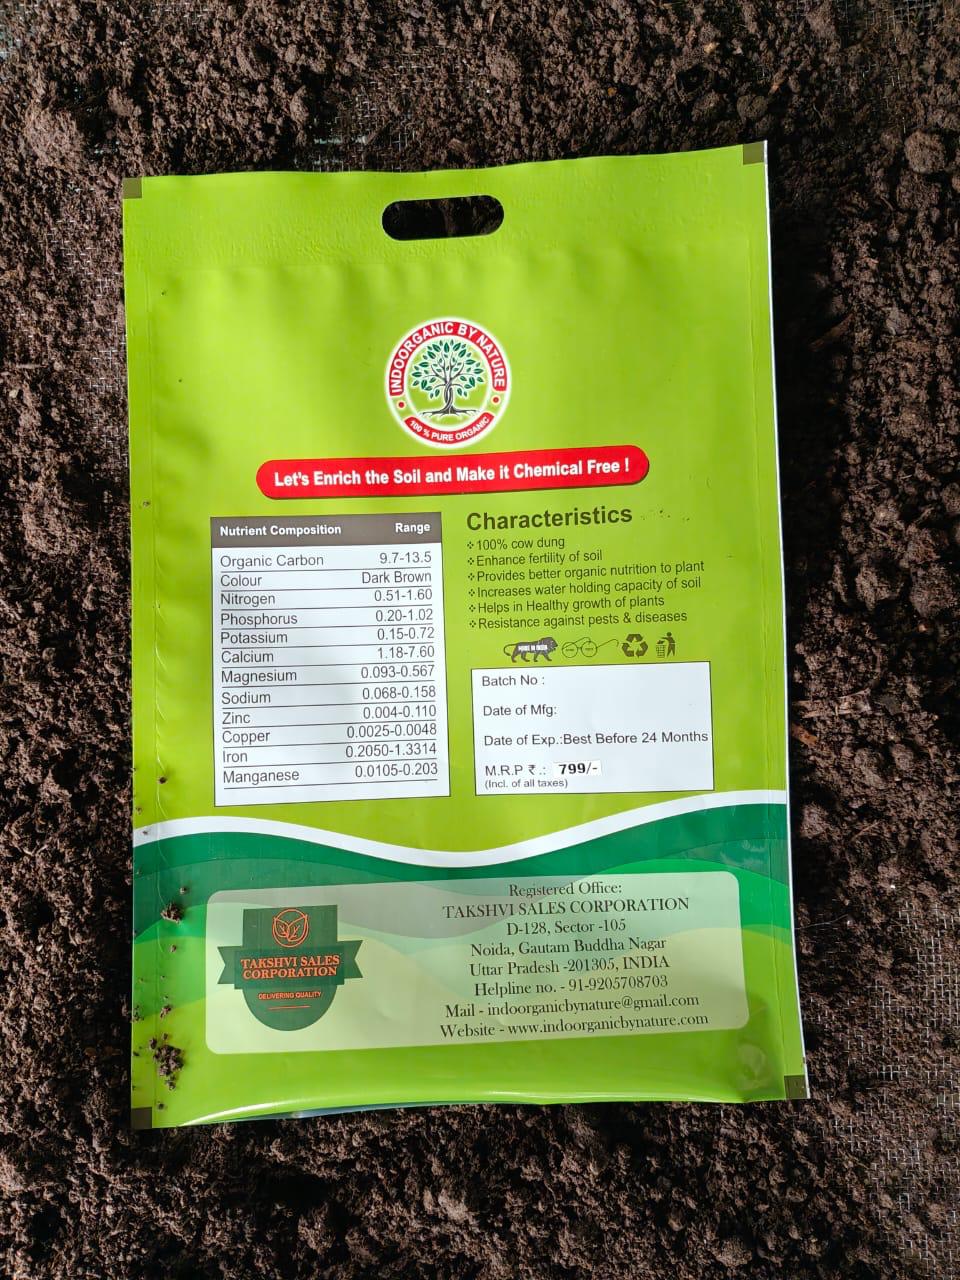 INDOORGANIC BY NATURE
100 % PURE ORGANIC
Let's Enrich the Soil and Make it Chemical Free !
Nutrient Composition Range
Organic Carbon 9.7-13.5
Colour Dark Brown
Nitrogen 0.51-1.60
Phosphorus 0.20-1.02
Potassium 0.15-0.72
Calcium 1.18-7.60
Magnesium 0.093-0.567
Sodium 0.068-0.158
Zinc 0.004-0.110
Copper 0.0025-0.0048
Iron 0.2050-1.3314
Manganese 0.0105-0.203
Characteristics
100% cow dung
Enhance fertility of soil
Provides better organic nutrition to plant
Increases water holding capacity of soil
Helps in Healthy growth of plants
Resistance against pests & diseases
MADE IN INDIA
Batch No :
Date of Mfg:
Date of Exp.:Best Before 24 Months
M.R.P ₹ .: 799/-
(Incl. of all taxes)
TAKSHVI SALES
CORPORATION
DELIVERING QUALITY
Registered Office:
TAKSHVI SALES CORPORATION
D-128, Sector -105
Noida, Gautam Buddha Nagar
Uttar Pradesh -201305, INDIA
Helpline no. - 91-9205708703
Mail - indoorganicbynature@gmail.com
Website - www.indoorganicbynature.com